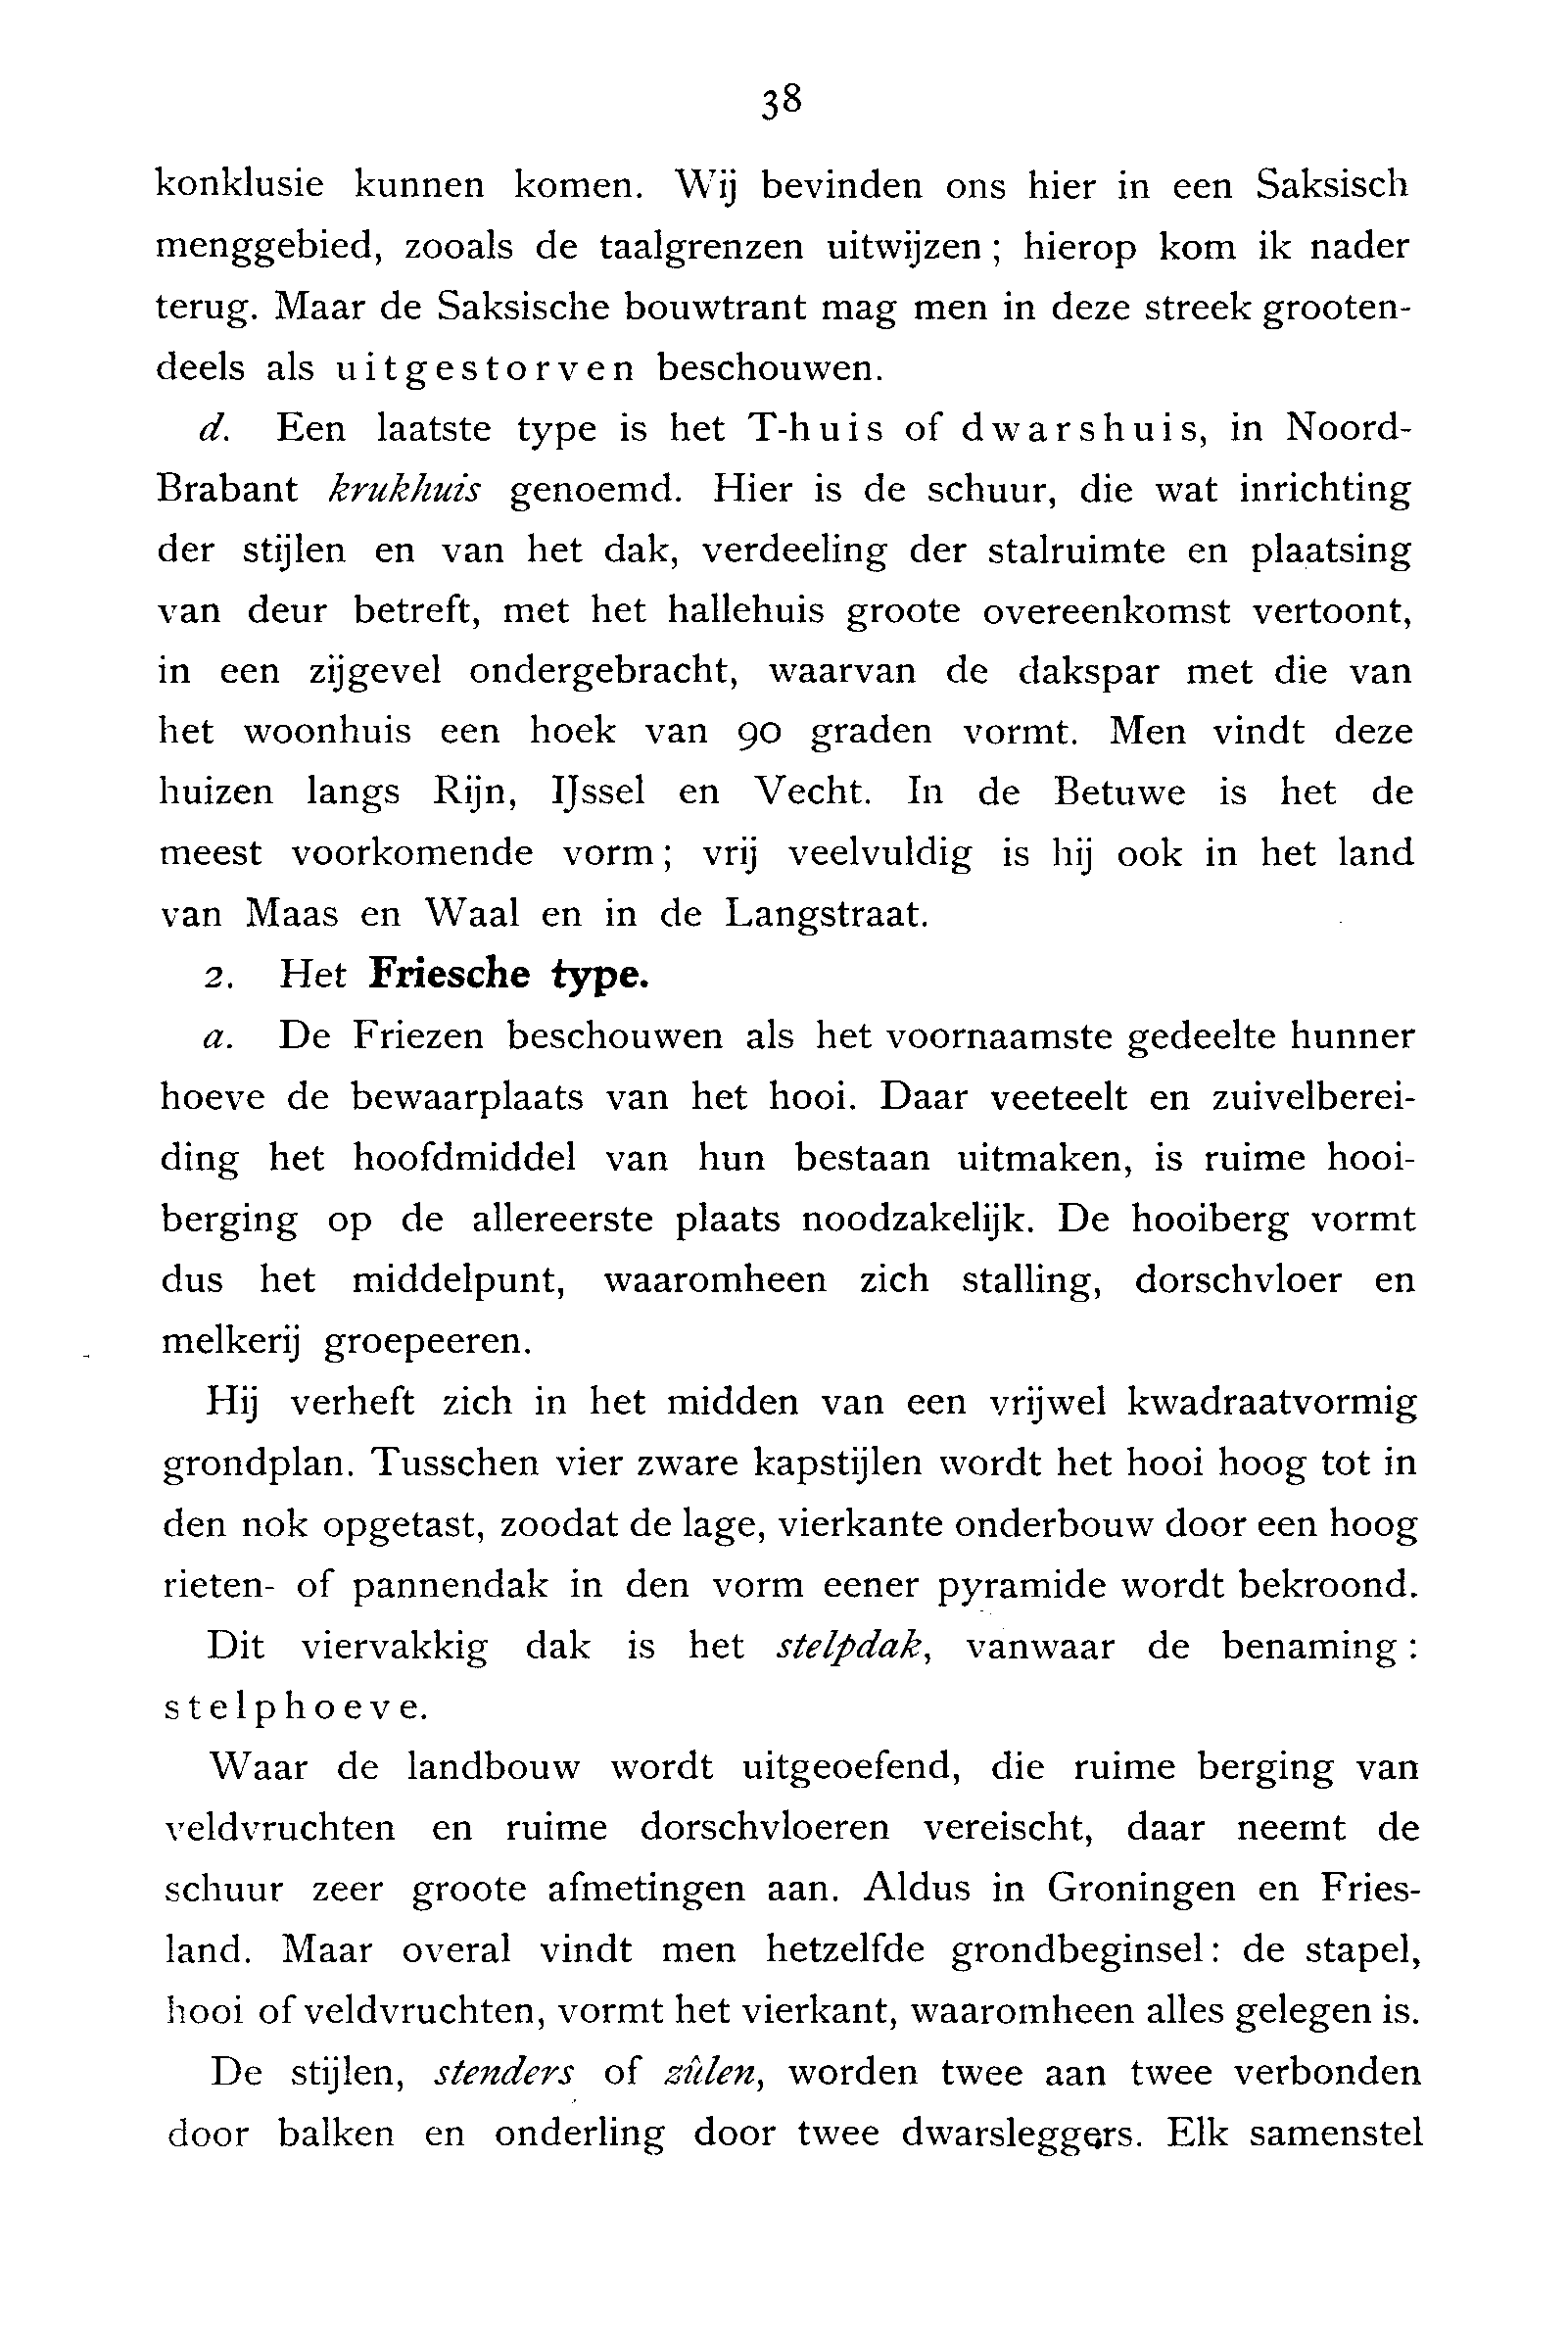 38
konklusie kunnen komen. Wij bevinden ons hier in een Saksisch
menggebied, zooals de taalgrenzen uitwijzen ; hierop kom ik nader
terug. Maar de Saksische bouwtrant mag men in deze streek grooten-
deels als uitgestorven beschouwen.
d. Een laatste type is het T-huis of dwarshuis, in Noord-
Brabant krukhuis genoemd. Hier is de schuur, die wat inrichting
der stijlen en van het dak, verdeeling der stalruimte en plaatsing
van deur betreft, met het hallehuis groote overeenkomst vertoont,
in een zijgevel ondergebracht, waarvan de dakspar met die van
het woonhuis een hoek van 90 graden vormt. Men vindt deze
huizen langs Rijn, IJssel en Vecht. In de Betuwe is het de
meest voorkomende vorm; vrij veelvuldig is hij ook in het land
van Maas en Waal en in de Langstraat.
2. Het Friesche type.
a. De Friezen beschouwen als het voornaamste gedeelte hunner
hoeve de bewaarplaats van het hooi. Daar veeteelt en zuivelberei-
ding het hoofdmiddel van hun bestaan uitmaken, is ruime hooi-
berging op de allereerste plaats noodzakelijk. De hooiberg vormt
dus het middelpunt, waaromheen zich stalling, dorschvloer en
melkerij groepeeren.
Hij verheft zich in het midden van een vrijwel kwadraatvormig
grondplan. Tusschen vier zware kapstijlen wordt het hooi hoog tot in
den nok opgetast, zoodat de lage, vierkante onderbouw door een hoog
rieten- of pannendak in den vorm eener pyramide wordt bekroond.
Dit viervakkig dak is het stelpdak, vanwaar de benaming :
stelphoeve.
Waar de landbouw wordt uitgeoefend, die ruime berging van
veldvruchten en ruime dorschvloeren vereischt, daar neemt de
schuur zeer groote afmetingen aan. Aldus in Groningen en Fries-
land. Maar overal vindt men hetzelfde grondbeginsel: de stapel,
hooi of veldvruchten, vormt het vierkant, waaromheen alles gelegen is.
De stijlen, stenders of zûlen, worden twee aan twee verbonden
door balken en onderling door twee dwarsleggers. Elk samenstel